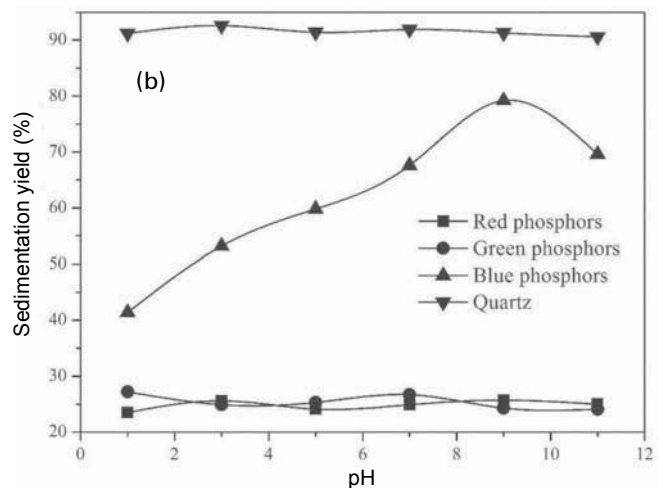 (b)
Sedimentation yield (%)
90
80
70
60
50
40
30
20
Red phosphors
Green phosphors
Blue phosphors
Quartz
0 2 4 6 8 10 12
pH